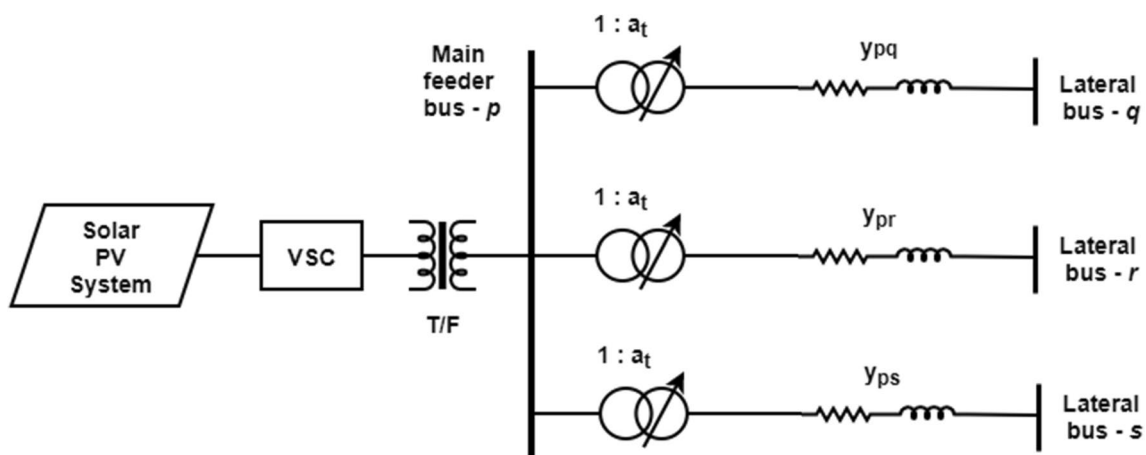 Solar
PV
System
VSC
T/F
Main
feeder
bus - p
1 : at
ypq
Lateral
bus - q
1 : at
ypr
Lateral
bus - r
1 : at
yps
Lateral
bus - s